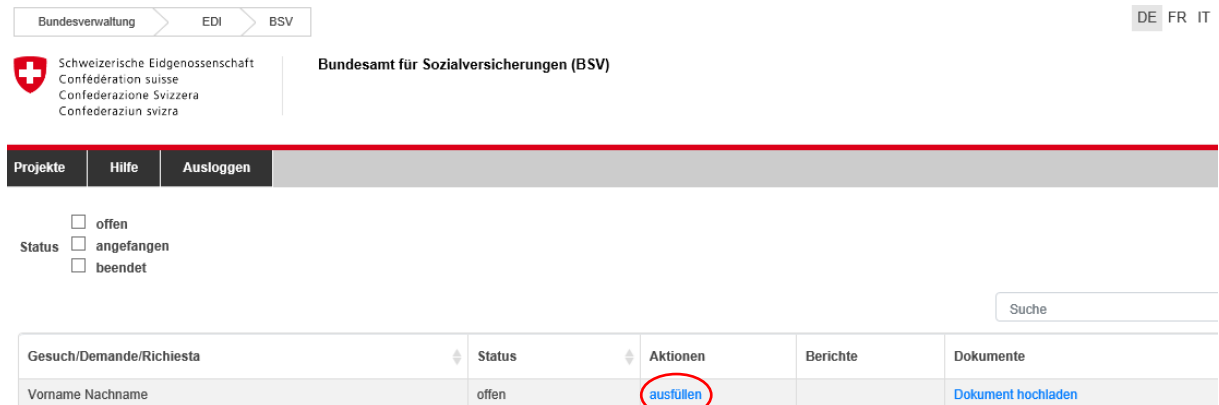 Bundesverwaltung EDI BSV
DE FR IT
Schweizerische Eidgenossenschaft
Confédération suisse
Confederazione Svizzera
Confederaziun svizra
Bundesamt für Sozialversicherungen (BSV)
Projekte Hilfe Ausloggen
Status
offen
angefangen
beendet
Suche
Gesuch/Demande/Richiesta Status Aktionen Berichte Dokumente
Vorname Nachname offen ausfüllen Dokument hochladen